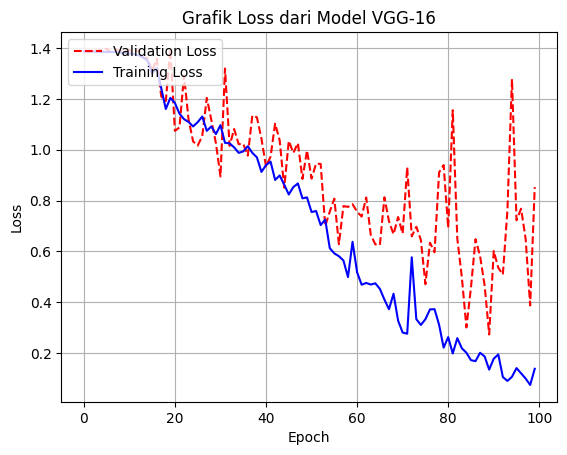 Grafik Loss dari Model VGG-16
Validation Loss
Training Loss
1.4
1.2
1.0
0.8
0.6
0.4
0.2
Loss
0 20 40 60 80 100
Epoch